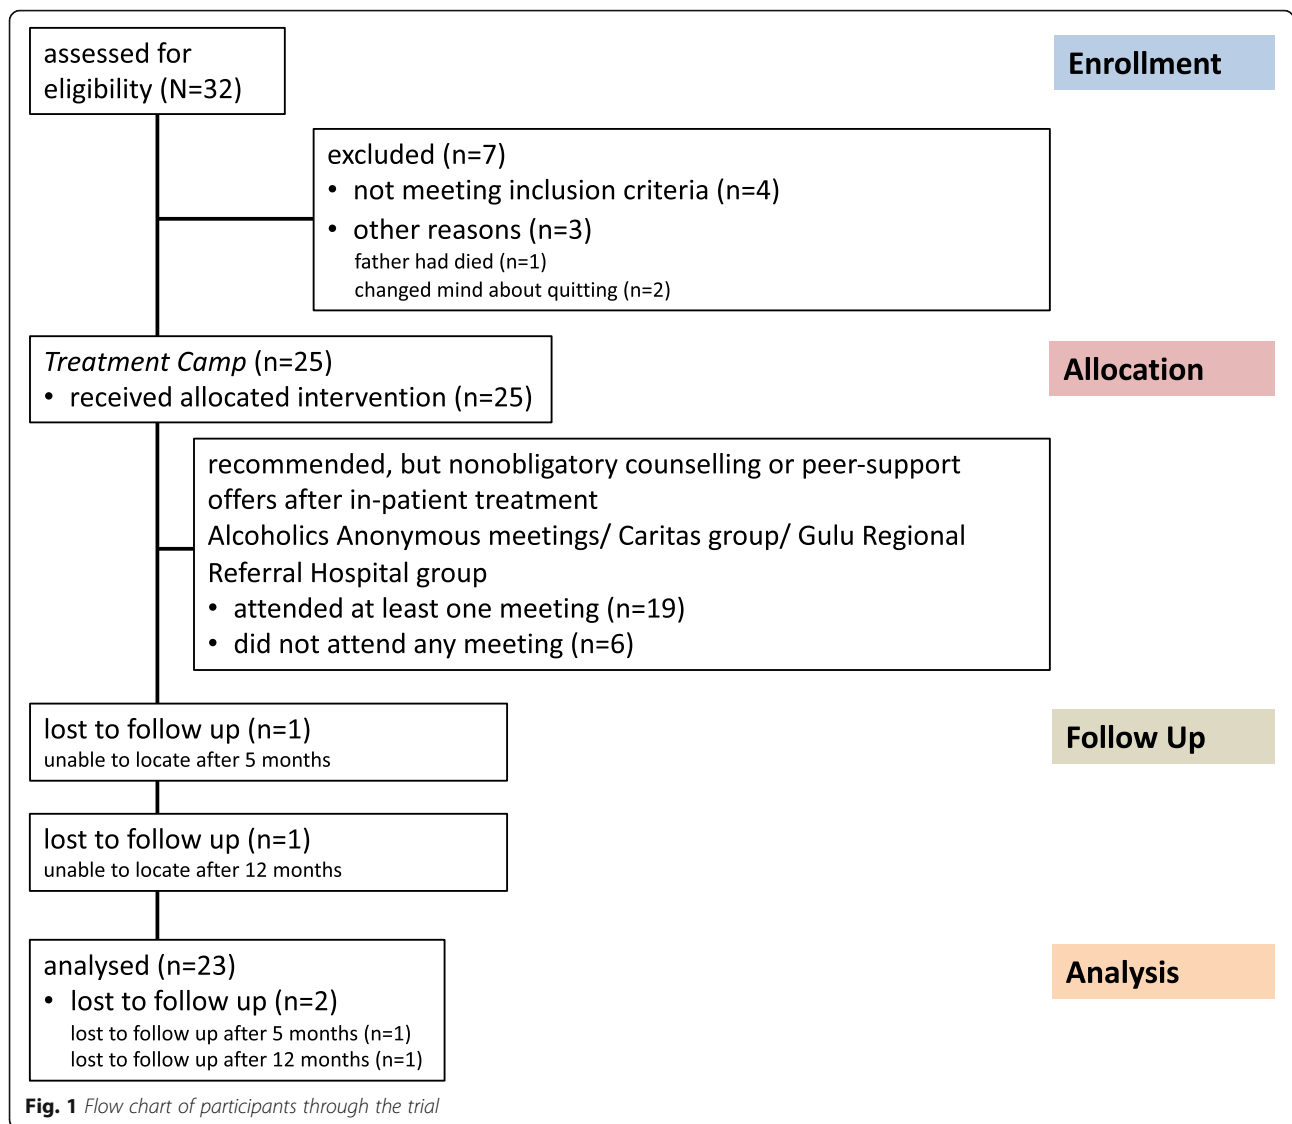 assessed for
eligibility (N=32)
Enrollment
excluded (n=7)
• not meeting inclusion criteria (n=4)
• other reasons (n=3)
father had died (n=1)
changed mind about quitting (n=2)
Treatment Camp (n=25)
• received allocated intervention (n=25)
Allocation
recommended, but nonobligatory counselling or peer-support
offers after in-patient treatment
Alcoholics Anonymous meetings/ Caritas group/ Gulu Regional
Referral Hospital group
• attended at least one meeting (n=19)
• did not attend any meeting (n=6)
lost to follow up (n=1)
unable to locate after 5 months
Follow Up
lost to follow up (n=1)
unable to locate after 12 months
analysed (n=23)
• lost to follow up (n=2)
lost to follow up after 5 months (n=1)
lost to follow up after 12 months (n=1)
Analysis
Fig. 1 Flow chart of participants through the trial